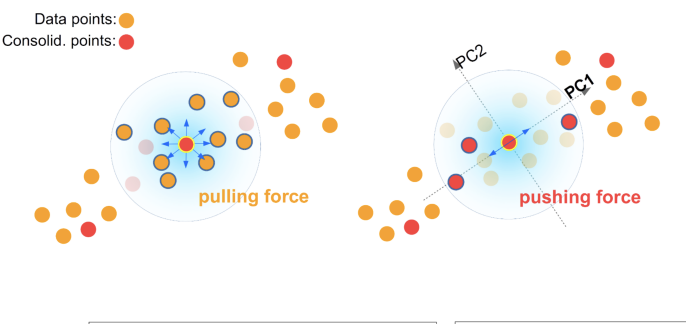 Data points:
Consolid. points:
pulling force
PC2
PC1
pushing force